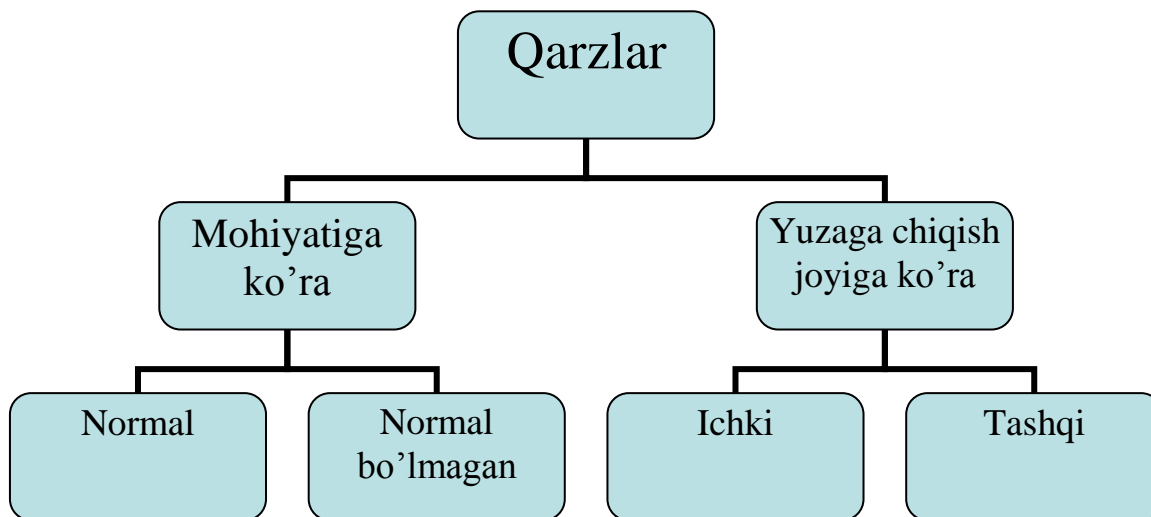 Qarzlar
Mohiyatiga
ko’ra
Yuzaga chiqish
joyiga ko’ra
Normal
Normal
bo’lmagan
Ichki
Tashqi